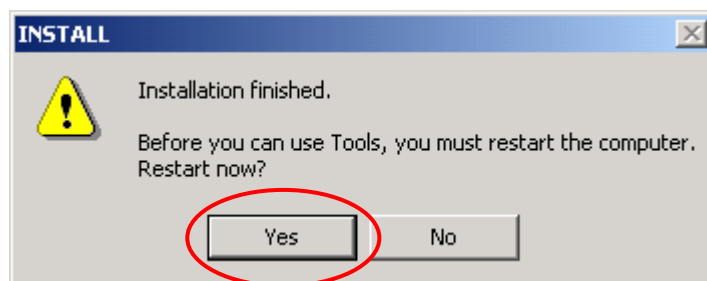 INSTALL
Installation finished.
Before you can use Tools, you must restart the computer.
Restart now?
Yes No